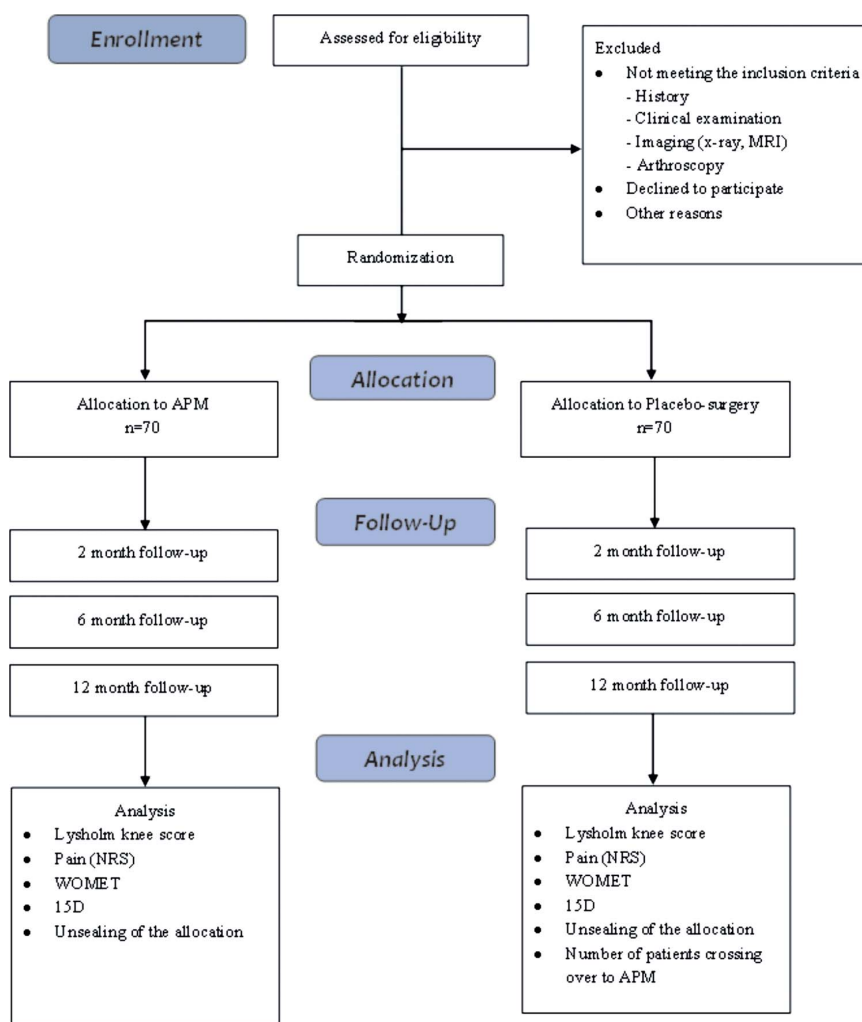 Enrollment
Assessed for eligibility
Excluded
● Not meeting the inclusion criteria
- History
- Clinical examination
- Imaging (x-ray, MRI)
- Arthroscopy
● Declined to participate
● Other reasons
Randomization
Allocation
Allocation to APM
n=70
Allocation to Placebo-surgery
n=70
Follow-Up
2 month follow-up
6 month follow-up
12 month follow-up
2 month follow-up
6 month follow-up
12 month follow-up
Analysis
Analysis
● Lysholm knee score
● Pain (NRS)
● WOMET
● 15D
● Unsealing of the allocation
Analysis
● Lysholm knee score
● Pain (NRS)
● WOMET
● 15D
● Unsealing of the allocation
● Number of patients crossing
over to APM